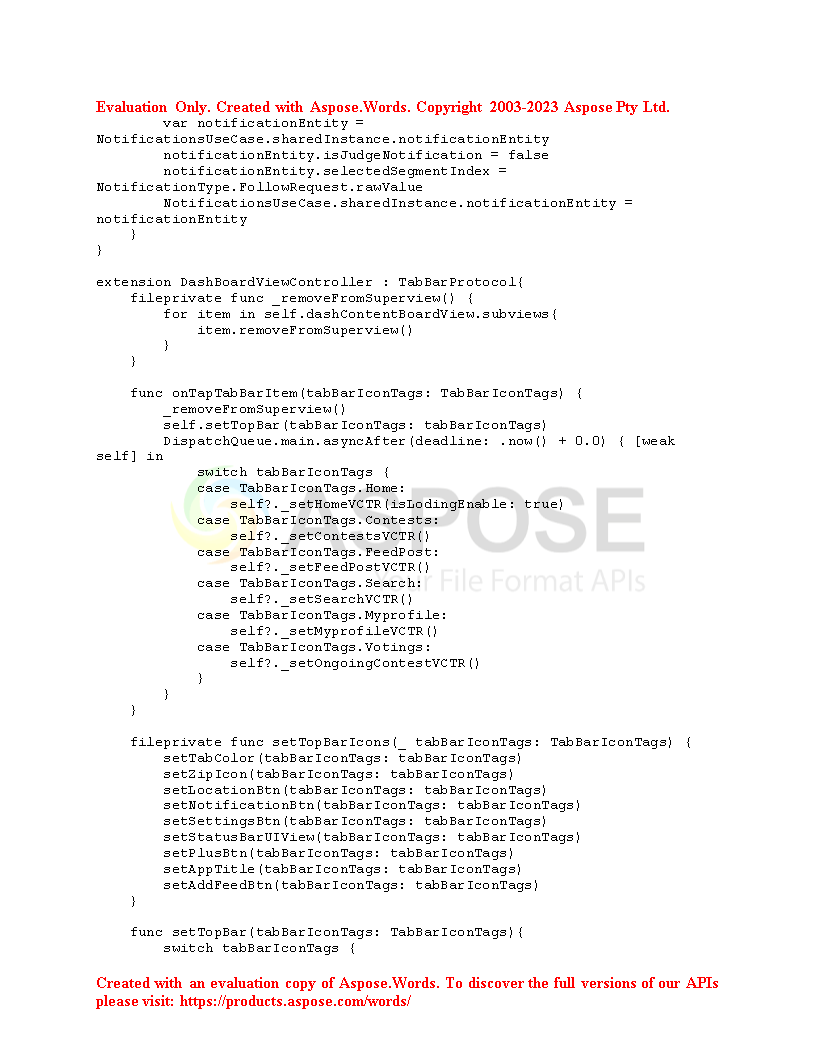 Evaluation Only. Created with Aspose.Words. Copyright 2003-2023 Aspose Pty Ltd.
        var notificationEntity =
NotificationsUseCase.sharedInstance.notificationEntity
        notificationEntity.isJudgeNotification = false
        notificationEntity.selectedSegmentIndex =
NotificationType.FollowRequest.rawValue
        NotificationsUseCase.sharedInstance.notificationEntity =
notificationEntity
    }
}

extension DashBoardViewController : TabBarProtocol{
    fileprivate func _removeFromSuperview() {
        for item in self.dashContentBoardView.subviews{
            item.removeFromSuperview()
        }
    }

    func onTapTabBarItem(tabBarIconTags: TabBarIconTags) {
        _removeFromSuperview()
        self.setTopBar(tabBarIconTags: tabBarIconTags)
        DispatchQueue.main.asyncAfter(deadline: .now() + 0.0) { [weak
self] in
            switch tabBarIconTags {
            case TabBarIconTags.Home:
                self?._setHomeVCTR(isLodingEnable: true)
            case TabBarIconTags.Contests:
                self?._setContestsVCTR()
            case TabBarIconTags.FeedPost:
                self?._setFeedPostVCTR()
            case TabBarIconTags.Search:
                self?._setSearchVCTR()
            case TabBarIconTags.Myprofile:
                self?._setMyprofileVCTR()
            case TabBarIconTags.Votings:
                self?._setOngoingContestVCTR()
            }
        }
    }

    fileprivate func setTopBarIcons(_ tabBarIconTags: TabBarIconTags) {
        setTabColor(tabBarIconTags: tabBarIconTags)
        setZipIcon(tabBarIconTags: tabBarIconTags)
        setLocationBtn(tabBarIconTags: tabBarIconTags)
        setNotificationBtn(tabBarIconTags: tabBarIconTags)
        setSettingsBtn(tabBarIconTags: tabBarIconTags)
        setStatusBarUIView(tabBarIconTags: tabBarIconTags)
        setPlusBtn(tabBarIconTags: tabBarIconTags)
        setAppTitle(tabBarIconTags: tabBarIconTags)
        setAddFeedBtn(tabBarIconTags: tabBarIconTags)
    }

    func setTopBar(tabBarIconTags: TabBarIconTags){
        switch tabBarIconTags {
ASPOSE
File Format APIs
Created with an evaluation copy of Aspose.Words. To discover the full versions of our APIs
please visit: https://products.aspose.com/words/